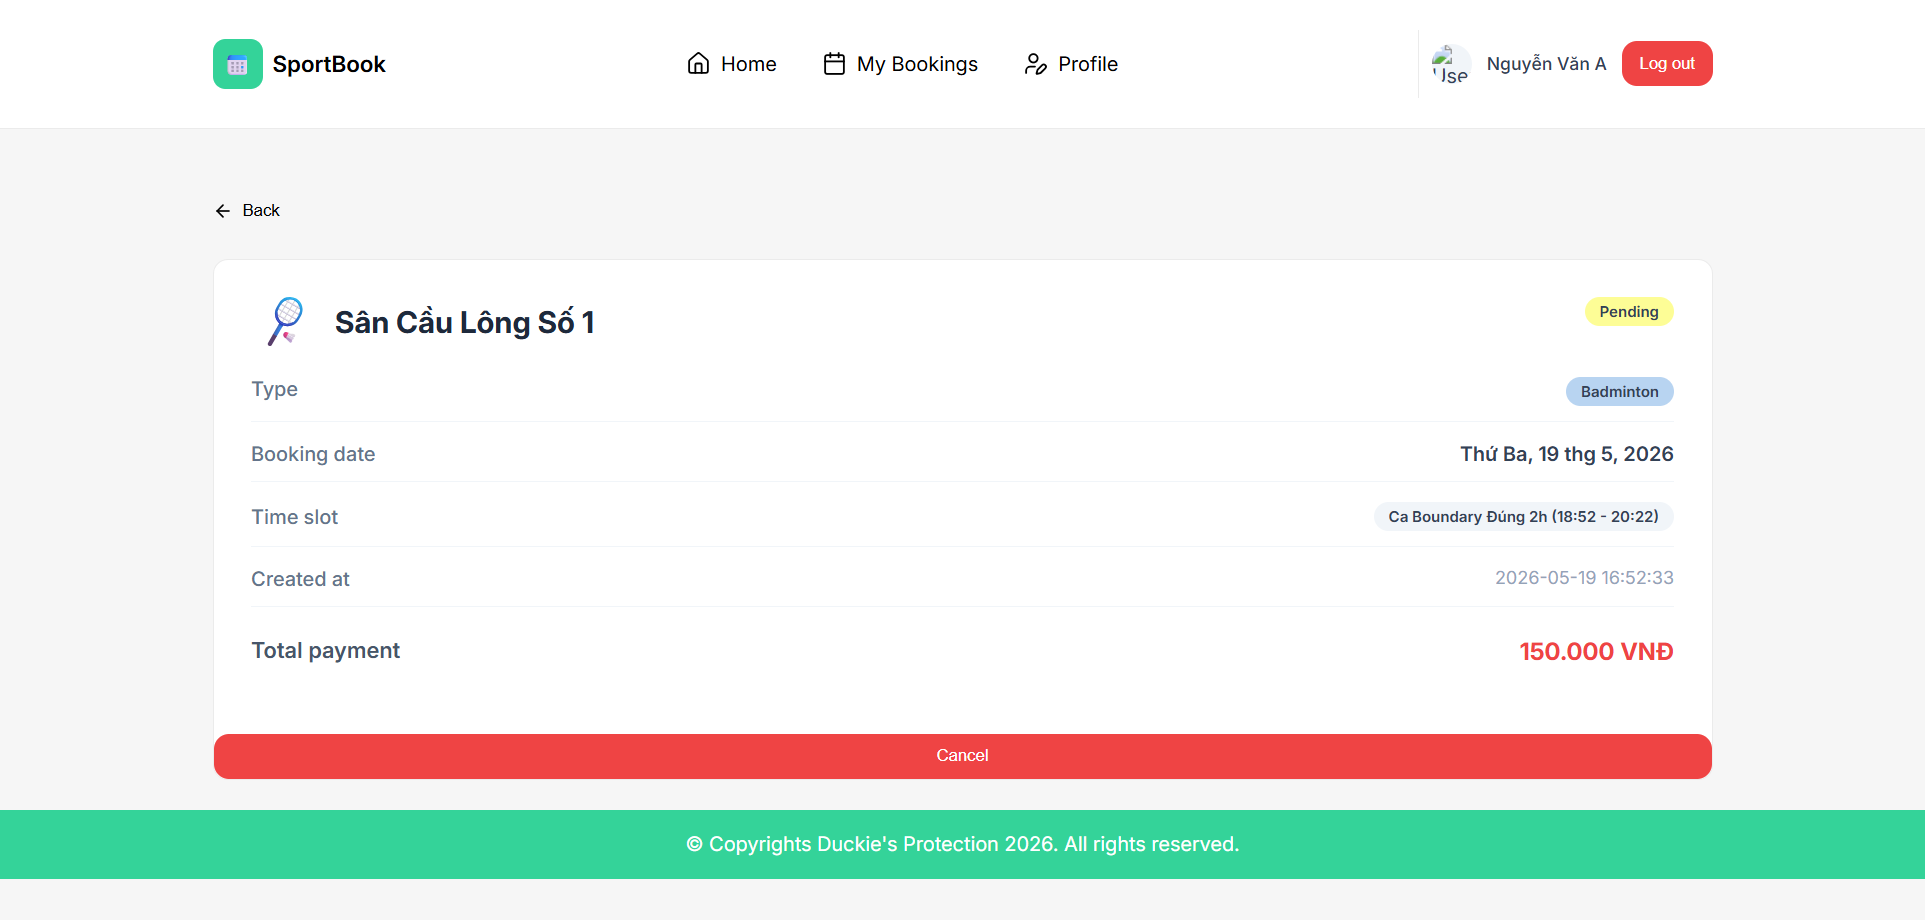 SportBook
Home
My Bookings
Profile
Use
Nguyễn Văn A
Log out
Back
Sân Cầu Lông Số 1
Pending
Type
Badminton
Booking date
Thứ Ba, 19 thg 5, 2026
Time slot
Ca Boundary Đúng 2h (18:52 - 20:22)
Created at
2026-05-19 16:52:33
Total payment
150.000 VNĐ
Cancel
© Copyrights Duckie's Protection 2026. All rights reserved.